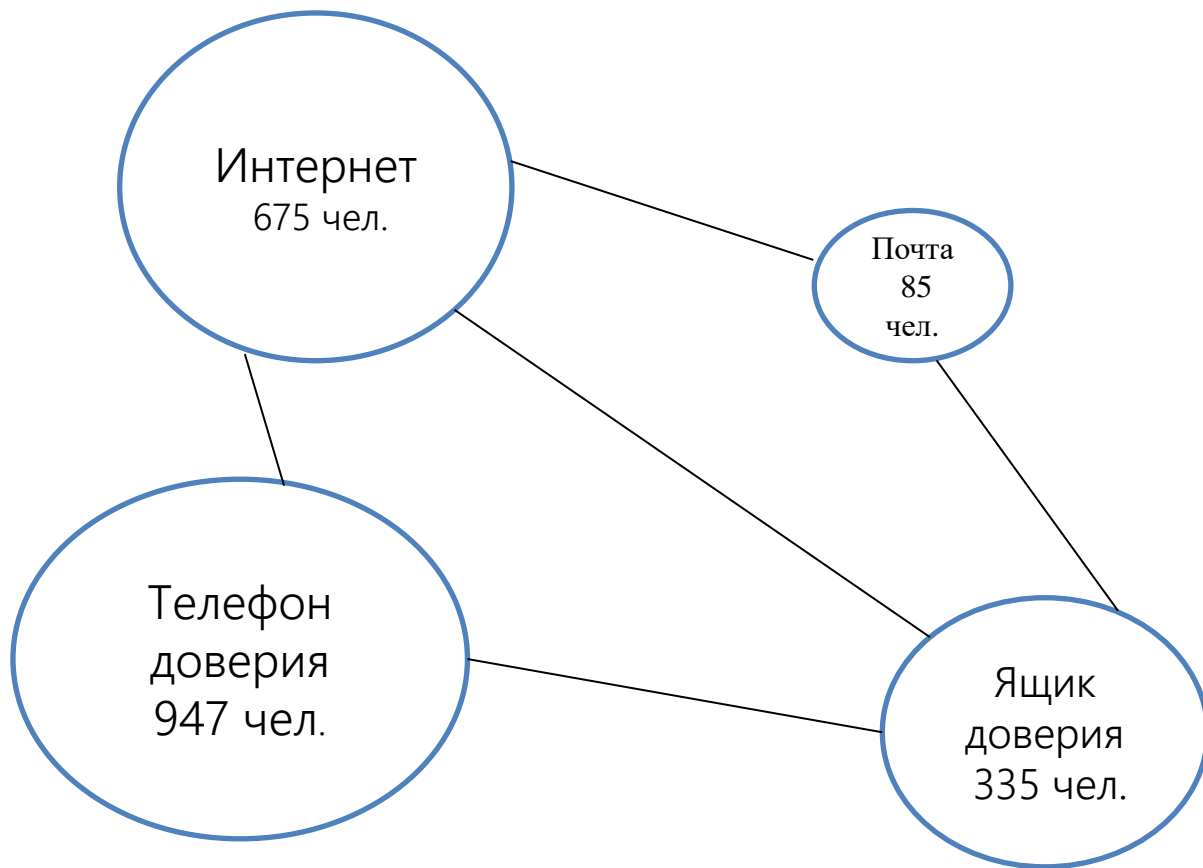 Интернет
675 чел.
Почта
85
чел.
Телефон
доверия
947 чел.
Ящик
доверия
335 чел.